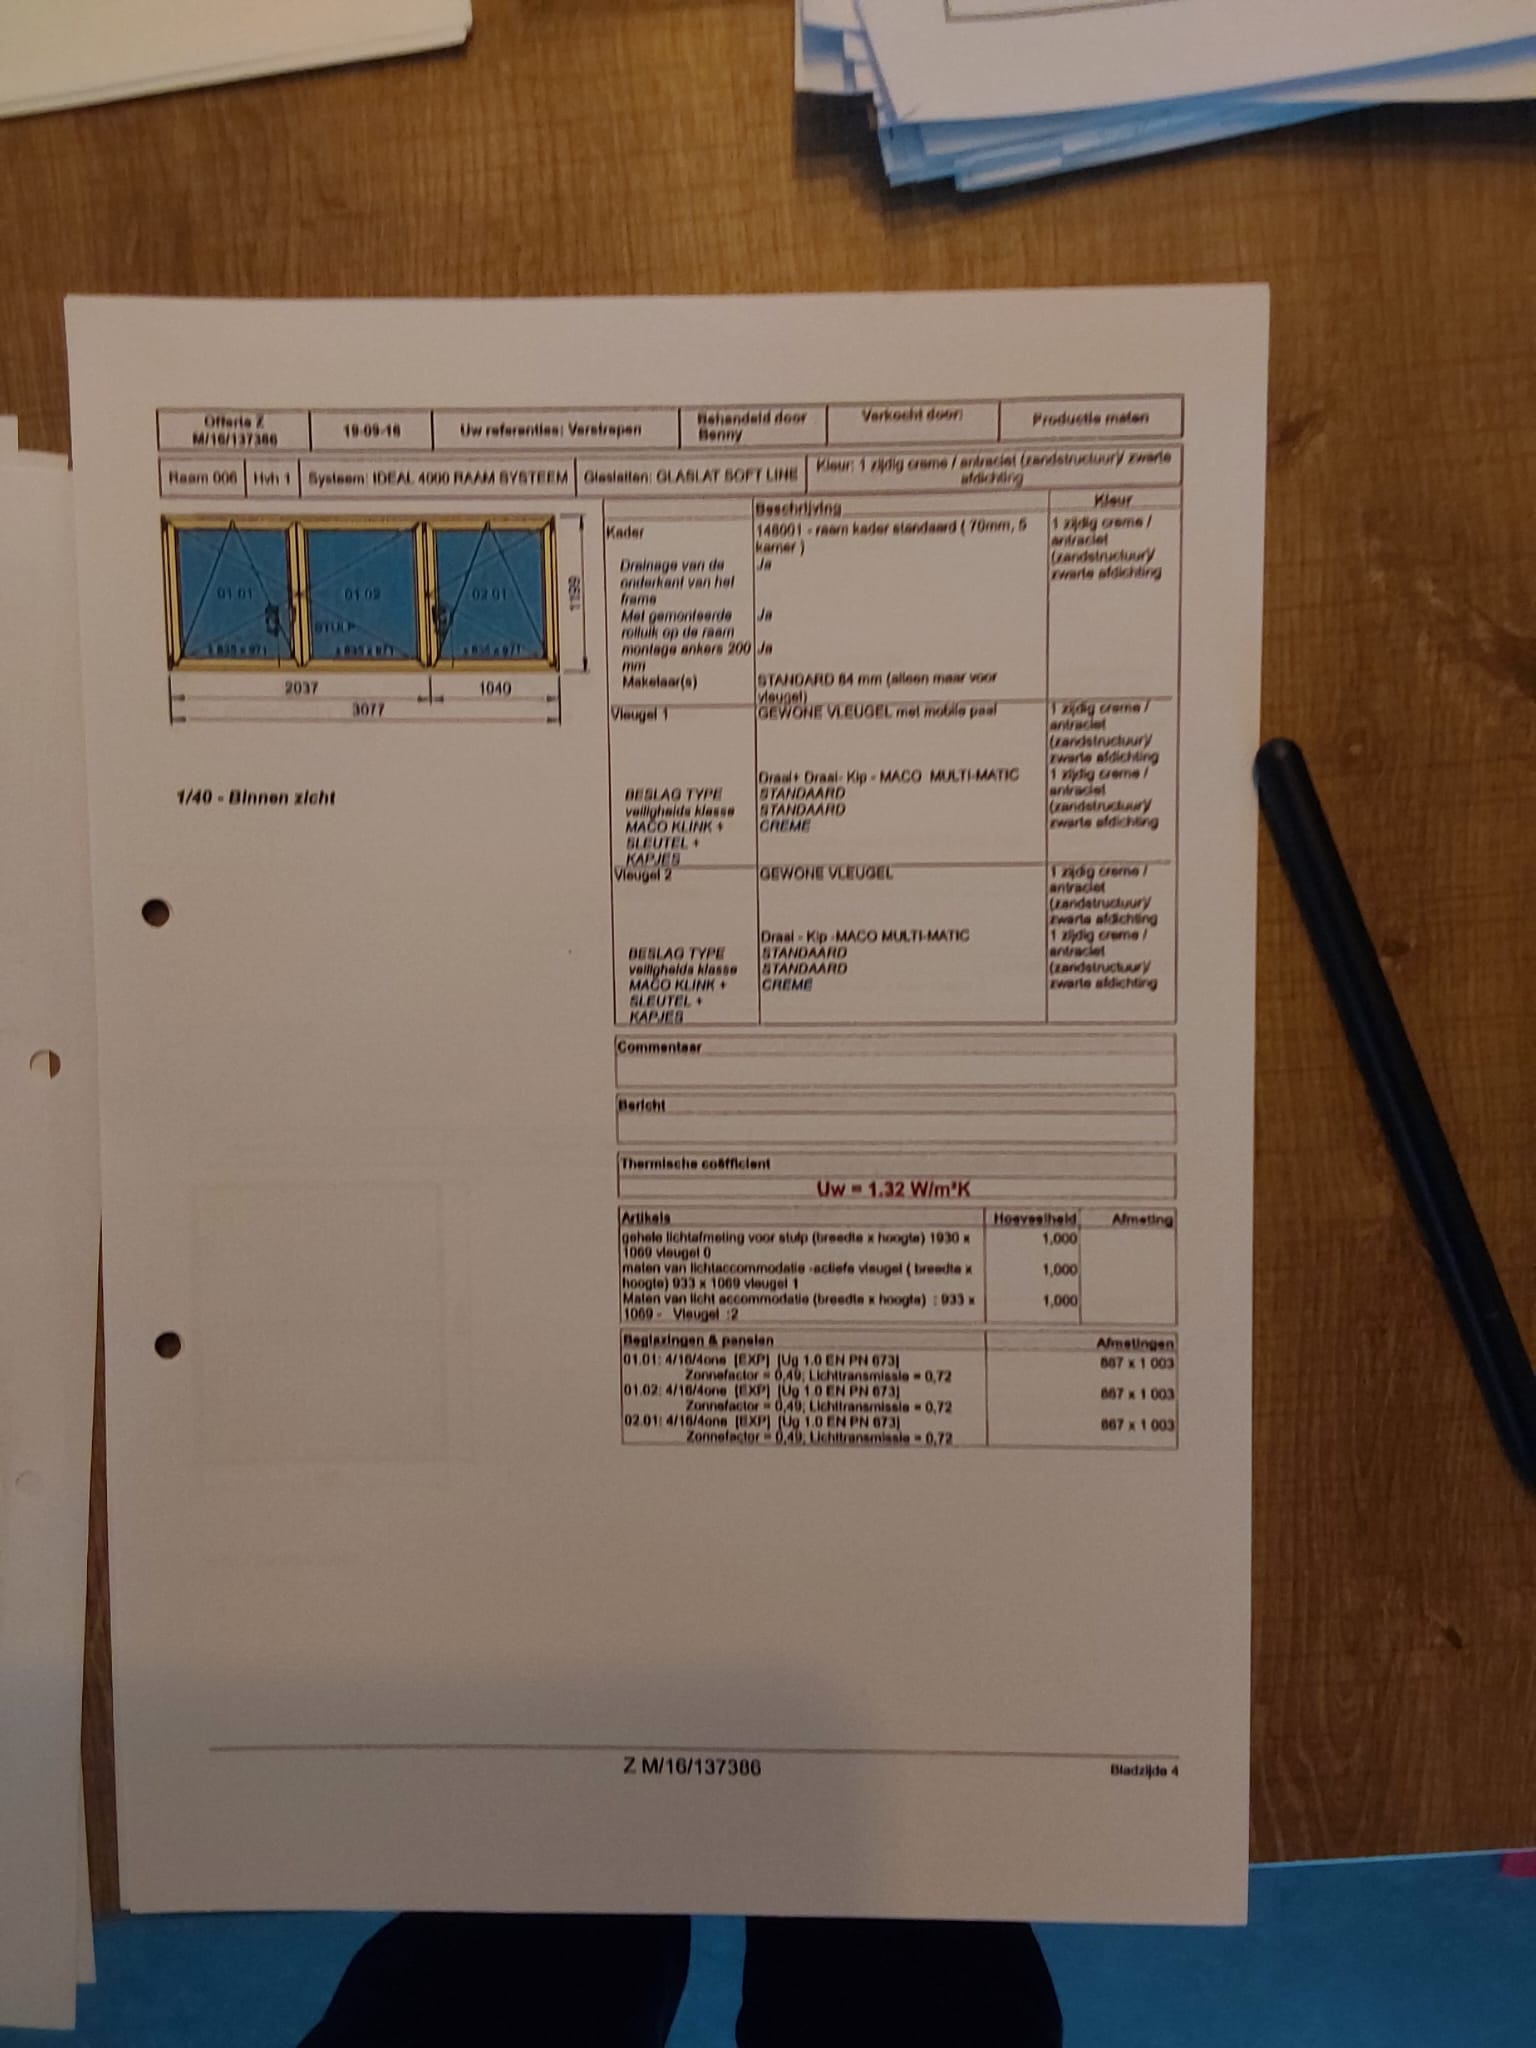 Offerte Z
M/16/137386
19-09-16
Uw referenties: Verstrepen
Behandeld door
Benny
Verkocht door:
Productie maten
Raam 006
Hvh 1
Systeem: IDEAL 4000 RAAM SYSTEEM
Glaslatten: GLASLAT SOFT LINE
Kleur: 1 zijdig creme / antraciet (zandstructuur)/ zwarte
afdichting
01.01
01.02
02.01
STULP
1199
2037
1040
3077
1/40 - Binnen zicht
Beschrijving
Kleur
Kader
148001 - raam kader standaard ( 70mm, 5
kamer )
1 zijdig creme /
antraciet
(zandstructuur)/
zwarte afdichting
Drainage van de
onderkant van het
frame
Ja
Met gemonteerde
rolluik op de raam
Ja
montage ankers 200
mm
Ja
Makelaar(s)
STANDARD 64 mm (alleen maar voor
vleugel)
Vleugel 1
GEWONE VLEUGEL met mobile paal
1 zijdig creme /
antraciet
(zandstructuur)/
zwarte afdichting
Draai+ Draai- Kip - MACO MULTI-MATIC
1 zijdig creme /
antraciet
(zandstructuur)/
zwarte afdichting
BESLAG TYPE
STANDAARD
veiligheids klasse
STANDAARD
MACO KLINK +
SLEUTEL +
KAPJES
CREME
Vleugel 2
GEWONE VLEUGEL
1 zijdig creme /
antraciet
(zandstructuur)/
zwarte afdichting
Draai - Kip -MACO MULTI-MATIC
1 zijdig creme /
antraciet
(zandstructuur)/
zwarte afdichting
BESLAG TYPE
STANDAARD
veiligheids klasse
STANDAARD
MACO KLINK +
SLEUTEL +
KAPJES
CREME
Commentaar
Bericht
Thermische coëfficient
Uw = 1.32 W/m²K
Artikels
Hoeveelheid
Afmeting
gehele lichtafmeting voor stulp (breedte x hoogte) 1930 x
1069 vleugel 0
1,000
maten van lichtaccommodatie -actiefe vleugel ( breedte x
hoogte) 933 x 1069 vleugel 1
1,000
Maten van licht accommodatie (breedte x hoogte) : 933 x
1069 - Vleugel :2
1,000
Beglazingen & panelen
Afmetingen
01.01: 4/16/4one [EXP] [Ug 1.0 EN PN 673]
867 x 1 003
Zonnefactor = 0,49; Lichttransmissie = 0,72
01.02: 4/16/4one [EXP] [Ug 1.0 EN PN 673]
867 x 1 003
Zonnefactor = 0,49; Lichttransmissie = 0,72
02.01: 4/16/4one [EXP] [Ug 1.0 EN PN 673]
867 x 1 003
Zonnefactor = 0,49; Lichttransmissie = 0,72
Z M/16/137386
Bladzijde 4